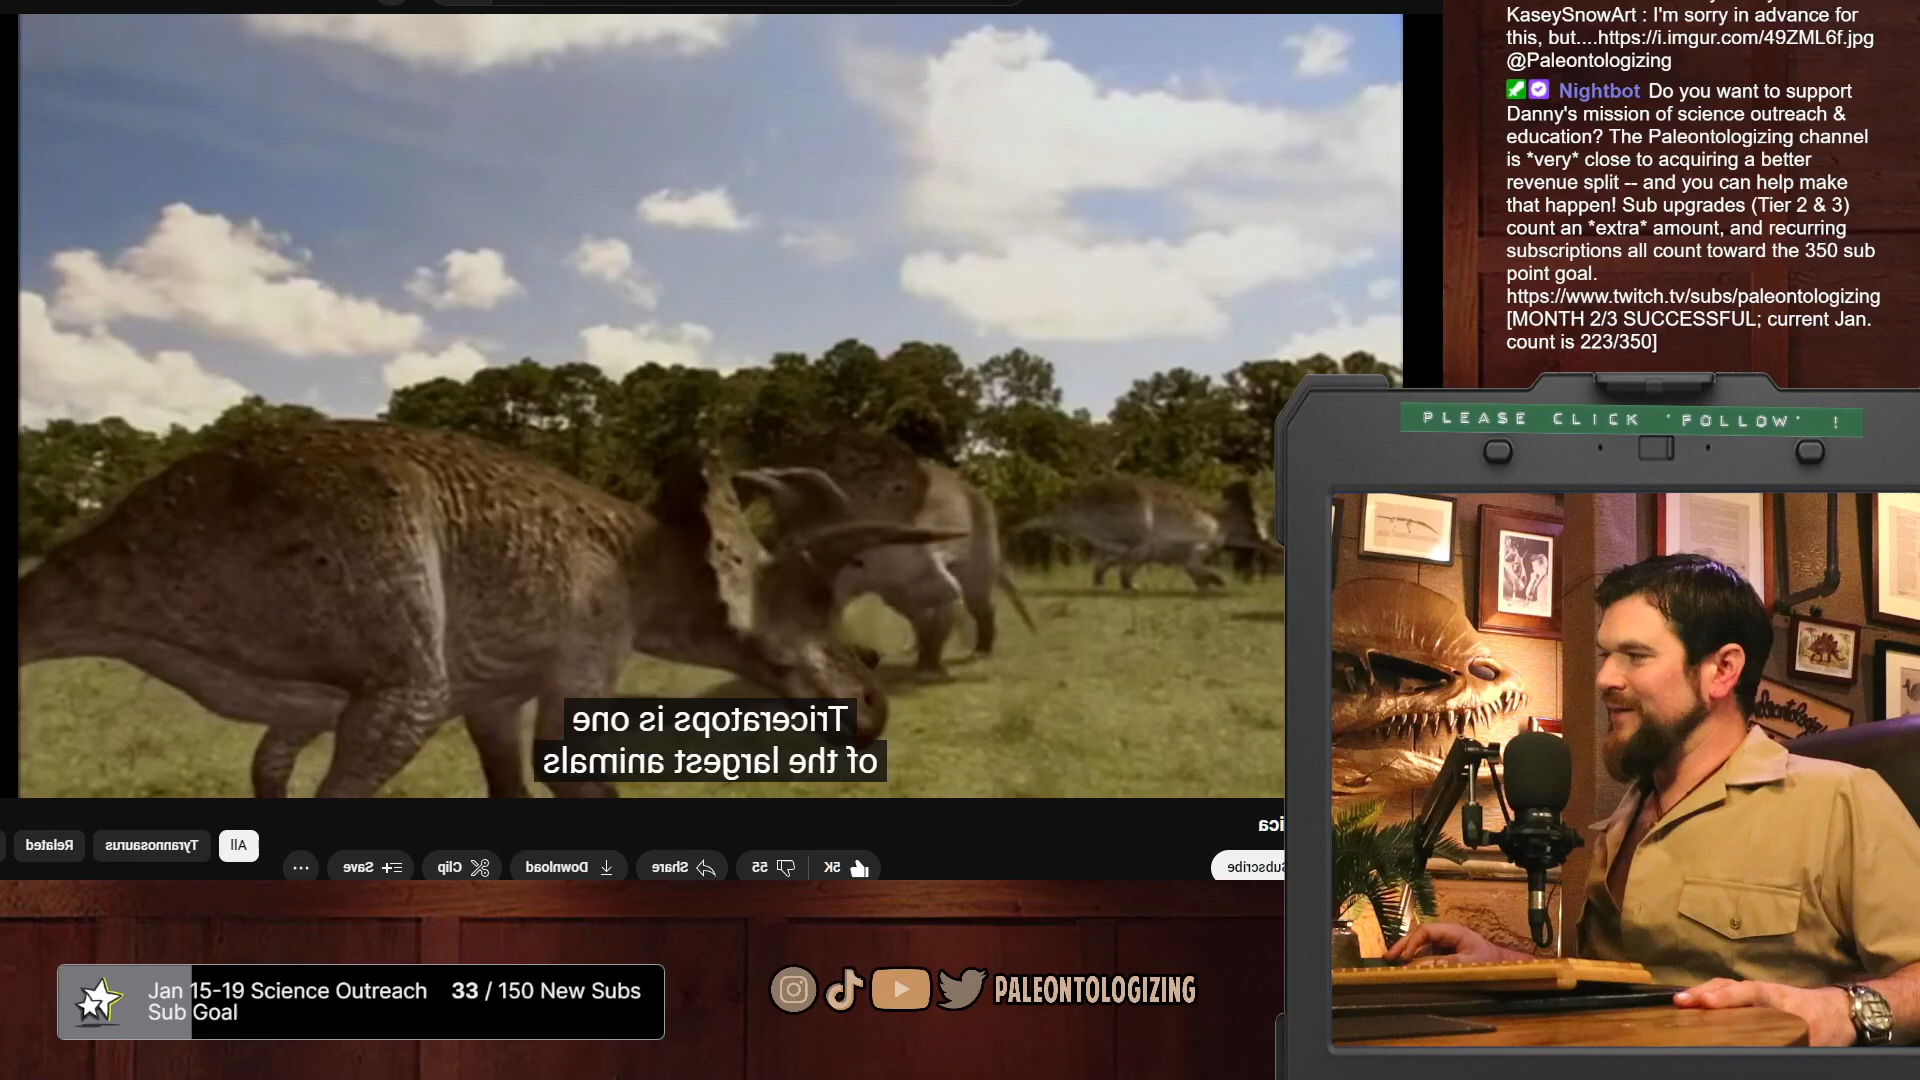 KaseySnowArt : I'm sorry in advance for
this, but....https://i.imgur.com/49ZML6f.jpg
@Paleontologizing
Nightbot Do you want to support
Danny's mission of science outreach &
education? The Paleontologizing channel
is *very* close to acquiring a better
revenue split -- and you can help make
that happen! Sub upgrades (Tier 2 & 3)
count an *extra* amount, and recurring
subscriptions all count toward the 350 sub
point goal.
https://www.twitch.tv/subs/paleontologizing
[MONTH 2/3 SUCCESSFUL; current Jan.
count is 223/350]
PLEASE CLICK "FOLLOW" !
Triceratops is one
of the largest animals
Related
Tyrannosaurus
All
Save
Clip
Download
Share
55
5K
Subscribe
Jan 15-19 Science Outreach 33 / 150 New Subs
Sub Goal
PALEONTOLOGIZING